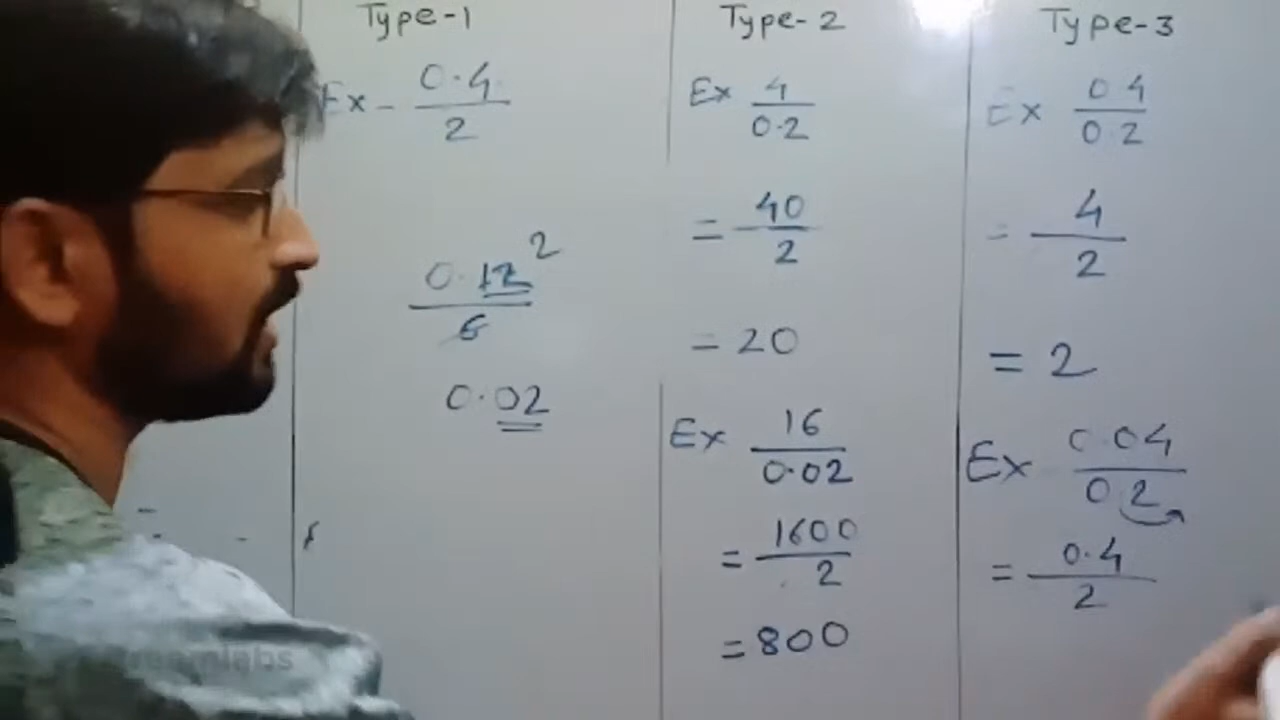 Type-1
Ex - 0.4
2
0.12 2
6
0.02
Type-2
Ex 4
0.2
= 40
2
= 20
Ex 16
0.02
= 1600
2
= 800
Type-3
Ex 0.4
0.2
= 4
2
= 2
Ex 0.04
0.2
= 0.4
2